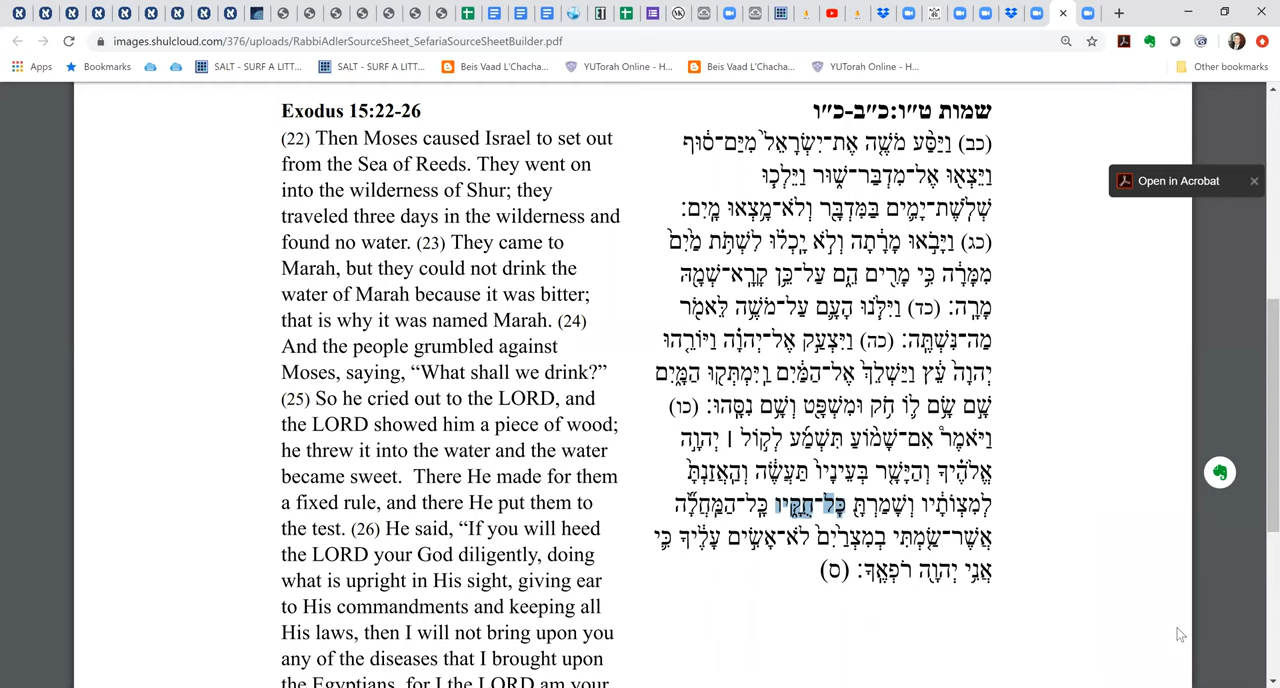 images.shulcloud.com/376/uploads/RabbiAdlerSourceSheet_SefariaSourceSheetBuilder.pdf
Apps Bookmarks SALT - SURF A LITT... SALT - SURF A LITT... Beis Vaad L'Chacha... YUTorah Online - H... Beis Vaad L'Chacha... YUTorah Online - H... Other bookmarks
Open in Acrobat
Exodus 15:22-26
(22) Then Moses caused Israel to set out
from the Sea of Reeds. They went on
into the wilderness of Shur; they
traveled three days in the wilderness and
found no water. (23) They came to
Marah, but they could not drink the
water of Marah because it was bitter;
that is why it was named Marah. (24)
And the people grumbled against
Moses, saying, “What shall we drink?”
(25) So he cried out to the LORD, and
the LORD showed him a piece of wood;
he threw it into the water and the water
became sweet. There He made for them
a fixed rule, and there He put them to
the test. (26) He said, “If you will heed
the LORD your God diligently, doing
what is upright in His sight, giving ear
to His commandments and keeping all
His laws, then I will not bring upon you
any of the diseases that I brought upon
the Egyptians, for I the LORD am your
שמות ט״ו:כ״ב-כ״ו
(כב) וַיַּסַּ֨ע מֹשֶׁ֤ה אֶת־יִשְׂרָאֵל֙ מִיַּם־ס֔וּף
וַיֵּצְא֖וּ אֶל־מִדְבַּר־שׁ֑וּר וַיֵּלְכ֧וּ
שְׁלֹֽשֶׁת־יָמִ֛ים בַּמִּדְבָּ֖ר וְלֹא־מָ֥צְאוּ מָֽיִם׃
(כג) וַיָּבֹ֣אוּ מָרָ֔תָה וְלֹ֣א יָֽכְל֗וּ לִשְׁתֹּ֥ת מַ֙יִם֙
מִמָּרָ֔ה כִּ֥י מָרִ֖ים הֵ֑ם עַל־כֵּ֥ן קָרָֽא־שְׁמָ֖הּ
מָרָֽה׃ (כד) וַיִּלֹּ֧נוּ הָעָ֛ם עַל־מֹשֶׁ֥ה לֵּאמֹ֖ר
מַה־נִּשְׁתֶּֽה׃ (כה) וַיִּצְעַ֣ק אֶל־יְהוָ֗ה וַיּוֹרֵ֤הוּ
יְהוָה֙ עֵ֔ץ וַיַּשְׁלֵךְ֙ אֶל־הַמַּ֔יִם וַֽיִּמְתְּק֖וּ הַמָּ֑יִם
שָׁ֣ם שָׂ֥ם ל֛וֹ חֹ֥ק וּמִשְׁפָּ֖ט וְשָׁ֥ם נִסָּֽהוּ׃ (כו)
וַיֹּאמֶר֩ אִם־שָׁמ֨וֹעַ תִּשְׁמַ֜ע לְק֣וֹל ׀ יְהוָ֣ה
אֱלֹהֶ֗יךָ וְהַיָּשָׁ֤ר בְּעֵינָיו֙ תַּעֲשֶׂ֔ה וְהַֽאֲזַנְתָּ֙
לְמִצְוֺתָ֔יו וְשָׁמַרְתָּ֖ כָּל־חֻקָּ֑יו כָּֽל־הַמַּֽחֲלָ֞ה
אֲשֶׁר־שַׂ֤מְתִּי בְמִצְרַ֙יִם֙ לֹא־אָשִׂ֣ים עָלֶ֔יךָ כִּ֛י
אֲנִ֥י יְהוָ֖ה רֹפְאֶֽךָ׃ (ס)